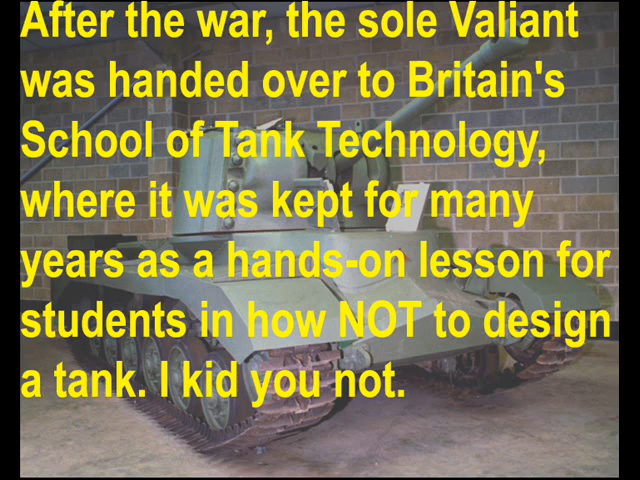 After the war, the sole Valiant
was handed over to Britain's
School of Tank Technology,
where it was kept for many
years as a hands-on lesson for
students in how NOT to design
a tank. I kid you not.